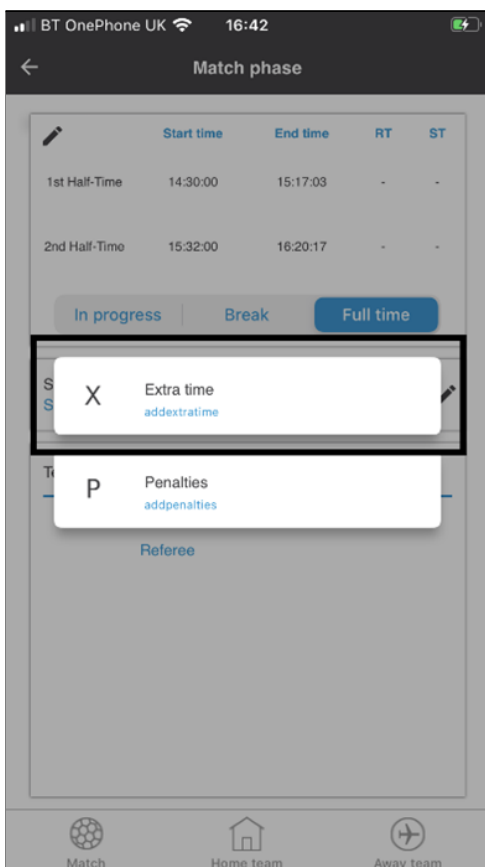 BT OnePhone UK 16:42
Match phase
Start time End time RT ST
1st Half-Time 14:30:00 15:17:03 - -
2nd Half-Time 15:32:00 16:20:17 - -
In progress Break Full time
X Extra time
addextratime
P Penalties
addpenalties
Referee
Match Home team Away team